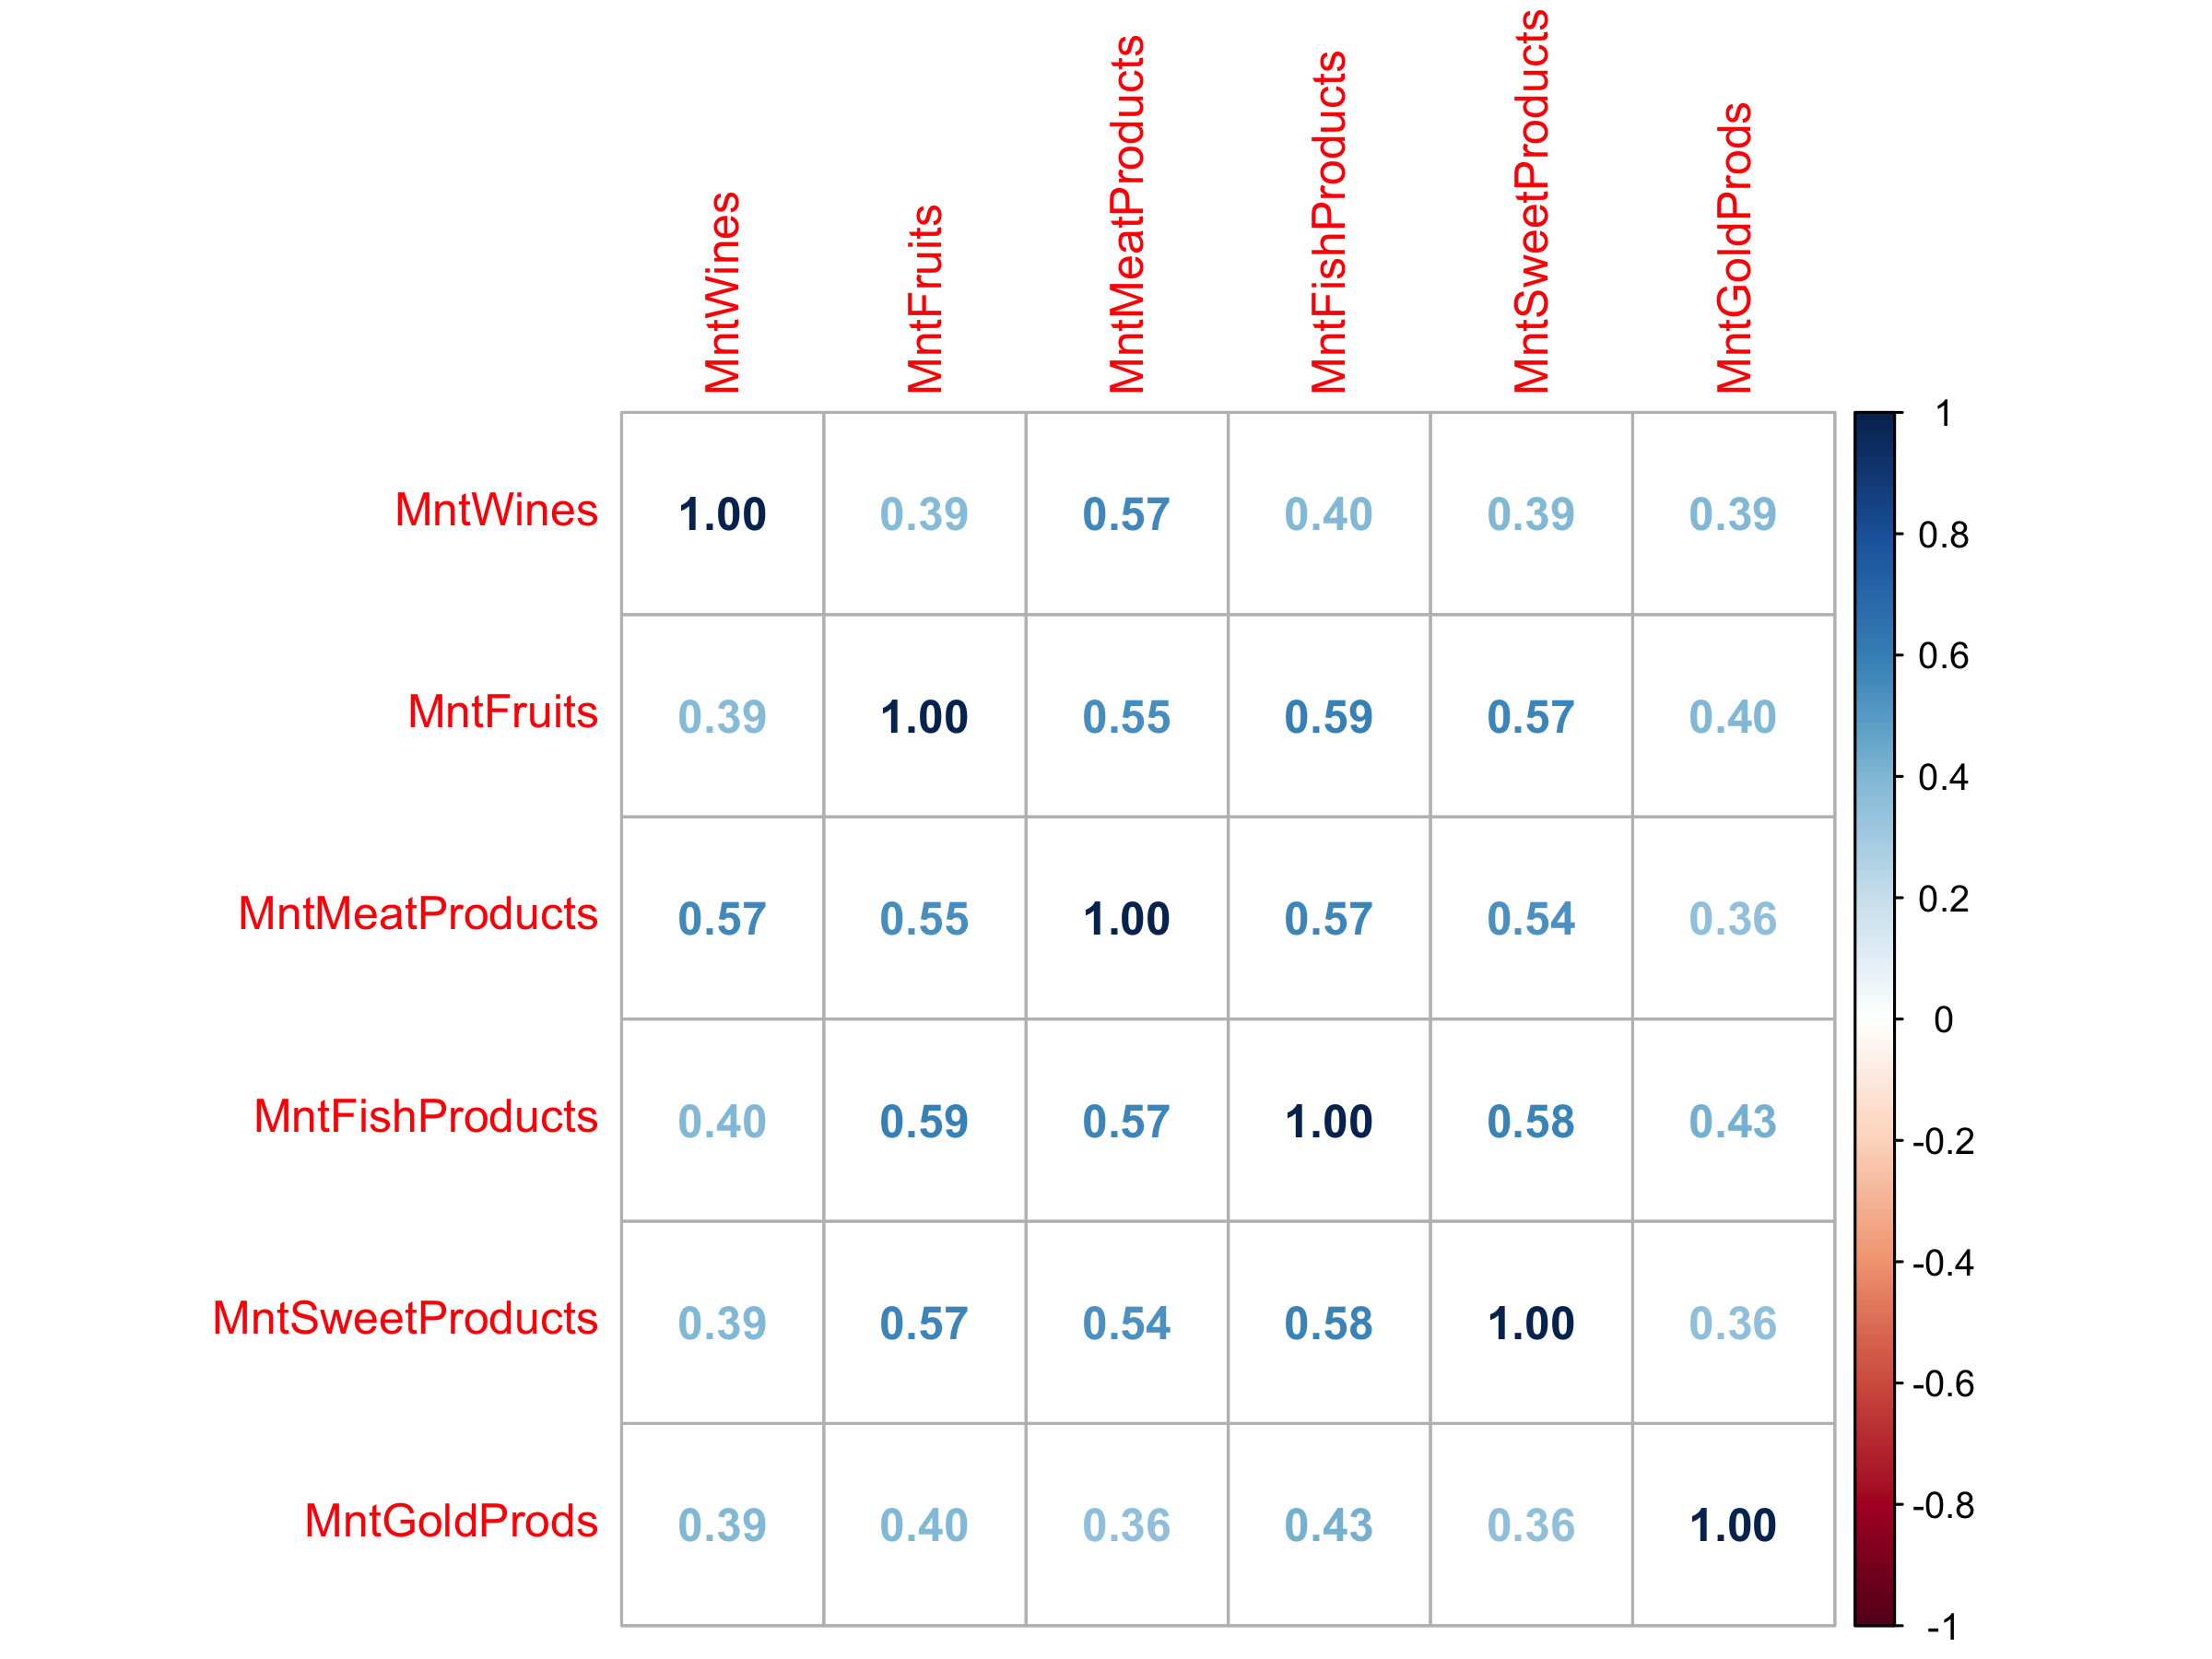 MntWines
MntFruits
MntMeatProducts
MntFishProducts
MntSweetProducts
MntGoldProds
MntWines 1.00 0.39 0.57 0.40 0.39 0.39
MntFruits 0.39 1.00 0.55 0.59 0.57 0.40
MntMeatProducts 0.57 0.55 1.00 0.57 0.54 0.36
MntFishProducts 0.40 0.59 0.57 1.00 0.58 0.43
MntSweetProducts 0.39 0.57 0.54 0.58 1.00 0.36
MntGoldProds 0.39 0.40 0.36 0.43 0.36 1.00
1
0.8
0.6
0.4
0.2
0
-0.2
-0.4
-0.6
-0.8
-1